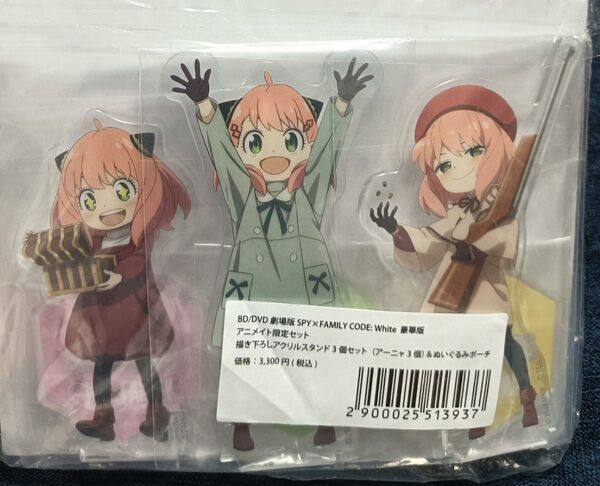 BD/DVD 劇場版 SPY×FAMILY CODE: White 豪華版
アニメイト限定セット
描き下ろしアクリルスタンド 3 個セット （アーニャ 3 個）&ぬいぐるみポーチ
価格：3,300 円 ( 税込 )
2 900025 513937